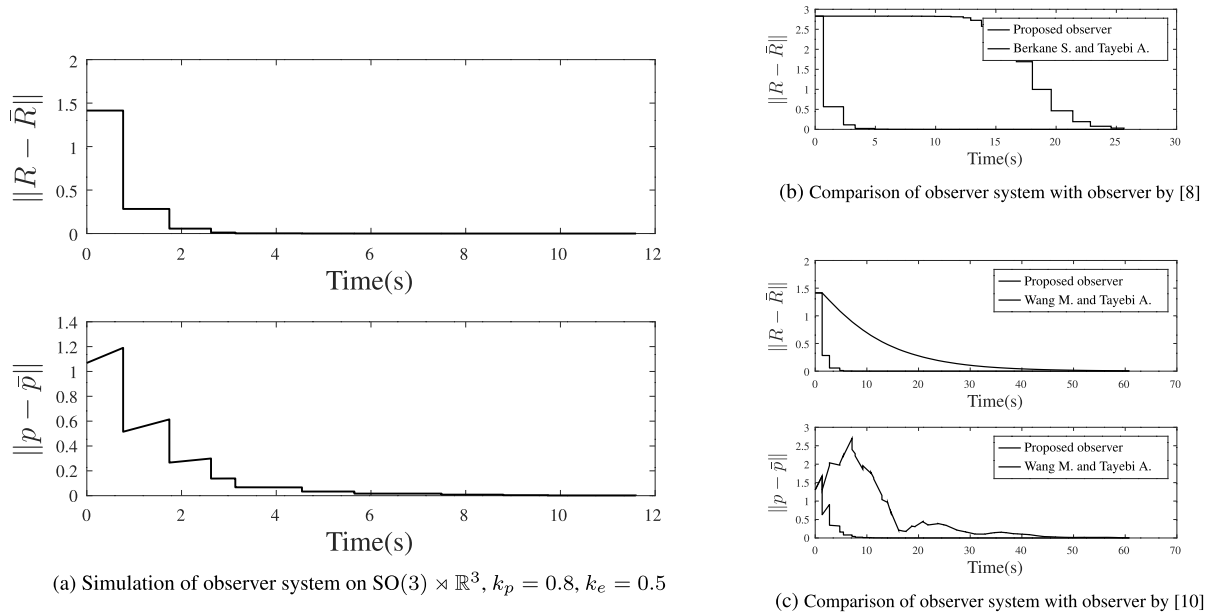 2
1.5
1
0.5
0
0 2 4 6 8 10 12
||R − R̄||
Time(s)
1.4
1.2
1
0.8
0.6
0.4
0.2
0
0 2 4 6 8 10 12
||p − p̄||
Time(s)
(a) Simulation of observer system on SO(3) ⋊ ℝ³, k_p = 0.8, k_e = 0.5
3
2.5
2
1.5
1
0.5
0
0 5 10 15 20 25 30
||R − R̄||
Time(s)
Proposed observer
Berkane S. and Tayebi A.
(b) Comparison of observer system with observer by [8]
2
1.5
1
0.5
0
0 10 20 30 40 50 60 70
||R − R̄||
Time(s)
Proposed observer
Wang M. and Tayebi A.
3
2.5
2
1.5
1
0.5
0
0 10 20 30 40 50 60 70
||p − p̄||
Time(s)
Proposed observer
Wang M. and Tayebi A.
(c) Comparison of observer system with observer by [10]